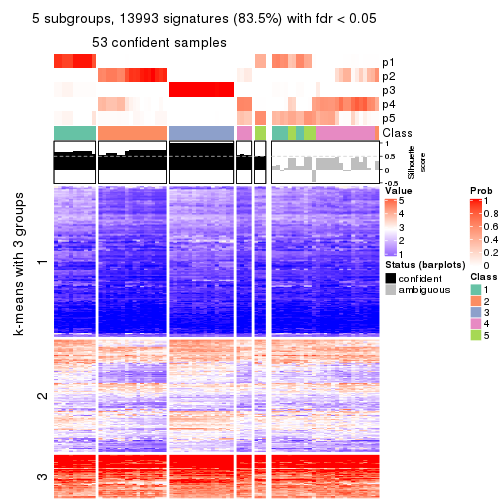 5 subgroups, 13993 signatures (83.5%) with fdr < 0.05
53 confident samples
p1
p2
p3
p4
p5
Class
1
0.5
0
-0.5
Silhouette
score
k-means with 3 groups
1
2
3
Value
5
4
3
2
1
Status (barplots)
confident
ambiguous
Prob
1
0.8
0.6
0.4
0.2
0
Class
1
2
3
4
5